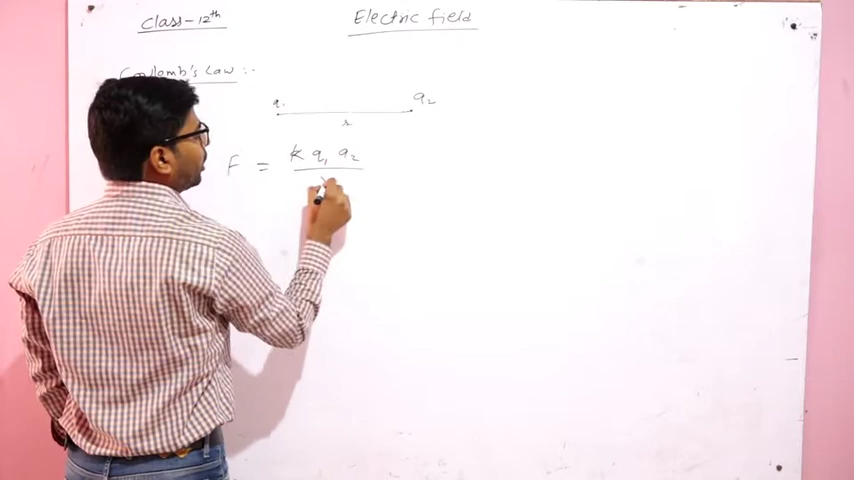 Class-12th
Electric field
Coulomb's Law :-
q1 q2
r
F = K q1 q2